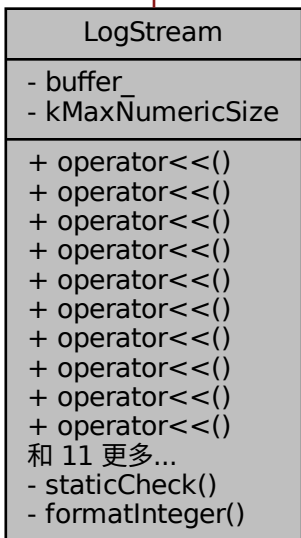 LogStream
- buffer_
- kMaxNumericSize
+ operator<<()
+ operator<<()
+ operator<<()
+ operator<<()
+ operator<<()
+ operator<<()
+ operator<<()
+ operator<<()
+ operator<<()
+ operator<<()
和 11 更多...
- staticCheck()
- formatInteger()